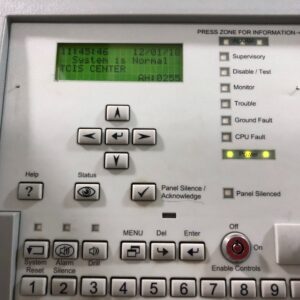 PRESS ZONE FOR INFORMATION
11:45:46 12/01/18
System is Normal
TCIS CENTER
Supervisory
Disable / Test
Monitor
Trouble
Ground Fault
CPU Fault
Help
Status
?
Panel Silence /
Acknowledge
Panel Silenced
Off
MENU
Del
Enter
On
System
Reset
Alarm
Silence
Drill
Enable Controls
1 2 3 4 5 6 7 8 9